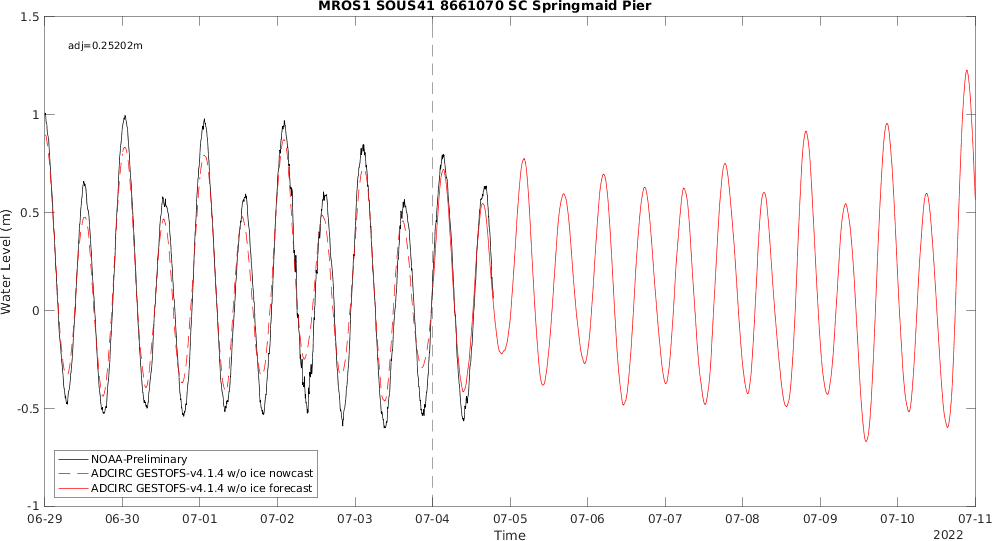 MROS1 SOUS41 8661070 SC Springmaid Pier
1.5
adj=0.25202m
1
0.5
Water Level (m)
0
-0.5
NOAA-Preliminary
ADCIRC GESTOFS-v4.1.4 w/o ice nowcast
ADCIRC GESTOFS-v4.1.4 w/o ice forecast
-1
06-29 06-30 07-01 07-02 07-03 07-04 07-05 07-06 07-07 07-08 07-09 07-10 07-11
Time
2022